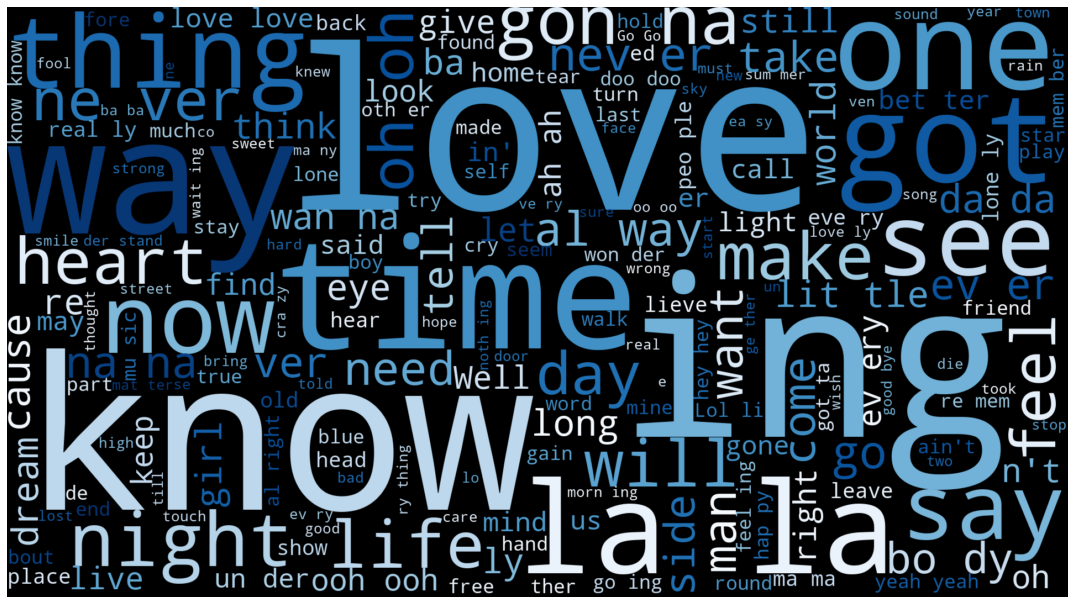 fore
love love
back
give
gon na
hold
Go Go
still
one
sound
year
town
thing
oh oh
found
nev er
ed
must
take
rain
know know
fool
ne
knew
love
ba
home
tear
doo doo
new
sum mer
mem ber
ne ver
ba ba
look
oth er
turn
sky
world
ven
bet ter
got
star
play
real ly
much
co
think
made
last
face
ea sy
peo ple
e
way
strong
sweet
wait ing
ma ny
lone
in'
self
ah ah
call
er
song
da da
lone ly
stay
wan na
try
ve ry
sure
oo oo
light
eve ry
love ly
see
smile
der stand
hard
said
boy
tell
cry
let
seem
al way
won der
wrong
start
make
heart
time
street
find
cra zy
eye
hear
hope
noth ing
walk
lieve
un
lit tle
ev er
friend
re
may
thought
now
mu sic
ing
real
want
hey hey
ge ther
feel
cause
na na
bring
true
ver
need
door
day
e
come
got ta
wish
ev ery
good bye
die
took
re mem
part
mat terse
told
Well
word
mine
Lol li
stop
know
old
long
gone
go
ain't
two
n't
dream
high
keep
girl
al right
blue
head
bad
gain
will
say
de
till
ry thing
lo
la la
morn ing
man
feel ing
hap py
right
leave
lost
end
touch
ev ry
good
care
mind
us
side
bout
night
show
life
ly
hand
bo dy
place
live
un der
ooh ooh
free
ther
go ing
round
ma ma
yeah yeah
oh